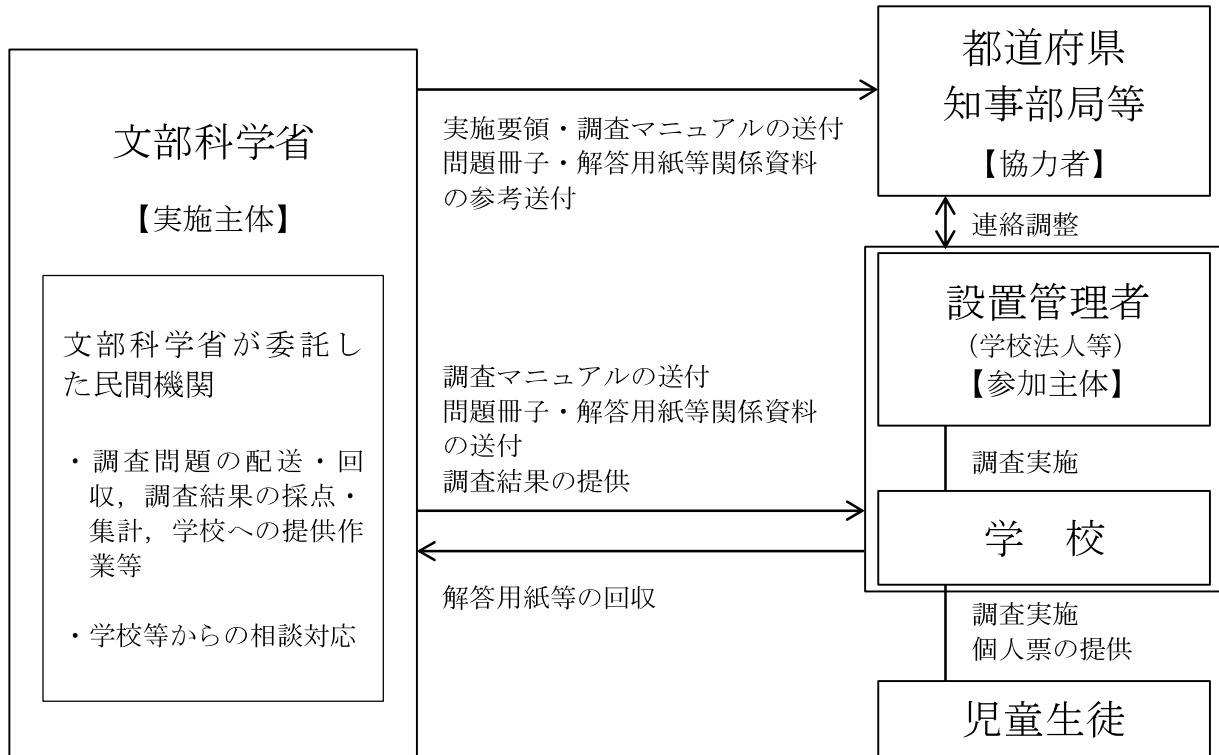 文部科学省
【実施主体】
文部科学省が委託し
た民間機関
・調査問題の配送・回
収，調査結果の採点・
集計，学校への提供作
業等
・学校等からの相談対応
実施要領・調査マニュアルの送付
問題冊子・解答用紙等関係資料
の参考送付
調査マニュアルの送付
問題冊子・解答用紙等関係資料
の送付
調査結果の提供
解答用紙等の回収
都道府県
知事部局等
【協力者】
連絡調整
設置管理者
（学校法人等）
【参加主体】
調査実施
学　校
調査実施
個人票の提供
児童生徒